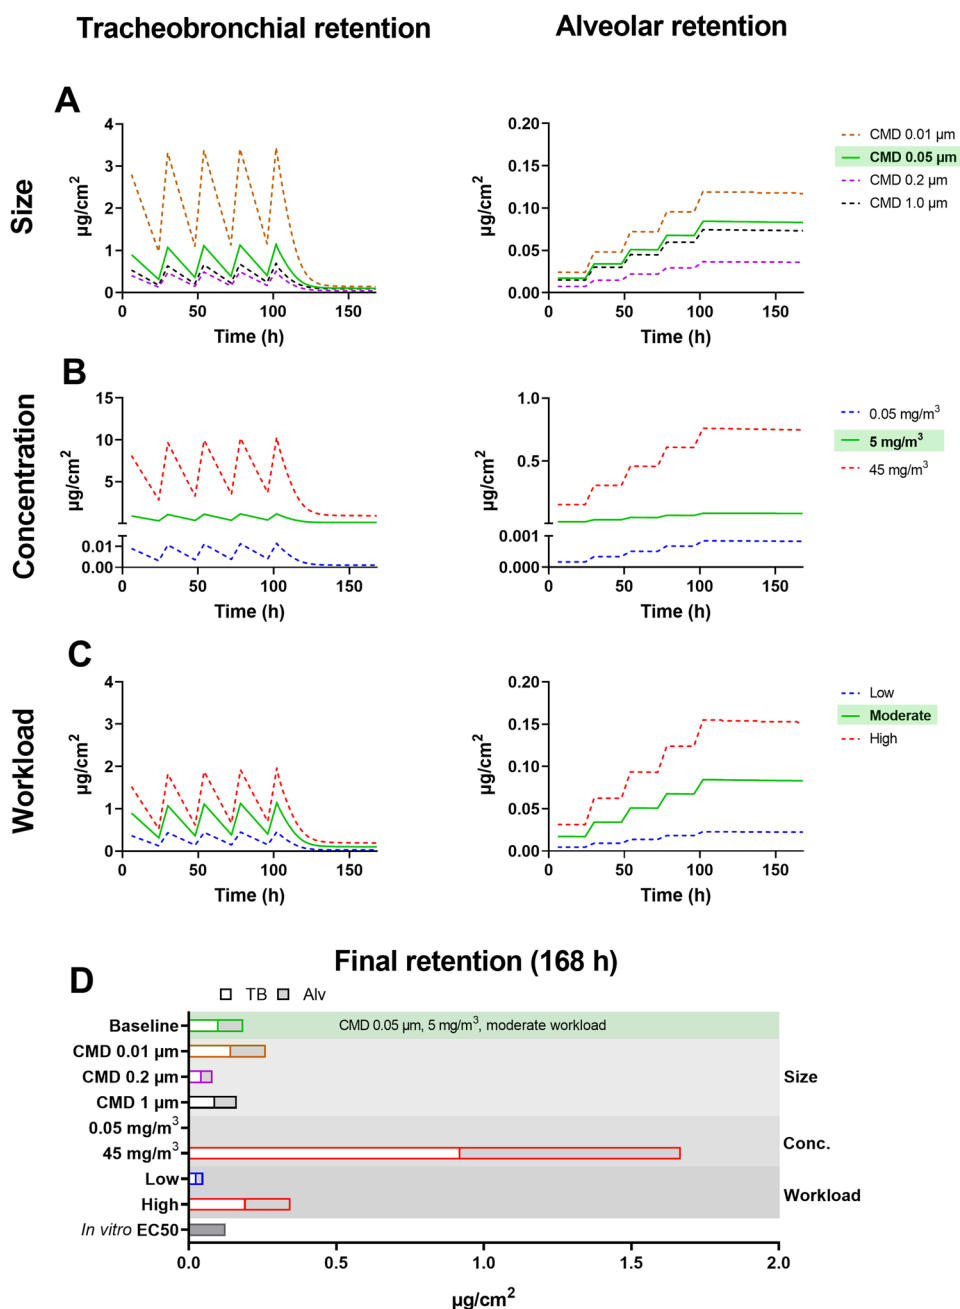 Tracheobronchial retention
Alveolar retention
A
Size
µg/cm²
4
3
2
1
0
0 50 100 150
Time (h)
µg/cm²
0.20
0.15
0.10
0.05
0.00
0 50 100 150
Time (h)
CMD 0.01 µm
CMD 0.05 µm
CMD 0.2 µm
CMD 1.0 µm
B
Concentration
µg/cm²
15
10
5
0.01
0.00
0 50 100 150
Time (h)
µg/cm²
1.0
0.5
0.001
0.000
0 50 100 150
Time (h)
0.05 mg/m³
5 mg/m³
45 mg/m³
C
Workload
µg/cm²
4
3
2
1
0
0 50 100 150
Time (h)
µg/cm²
0.20
0.15
0.10
0.05
0.00
0 50 100 150
Time (h)
Low
Moderate
High
D
Final retention (168 h)
TB Alv
Baseline
CMD 0.05 µm, 5 mg/m³, moderate workload
CMD 0.01 µm
CMD 0.2 µm
CMD 1 µm
Size
0.05 mg/m³
45 mg/m³
Conc.
Low
High
Workload
In vitro EC50
0.0 0.5 1.0 1.5 2.0
µg/cm²